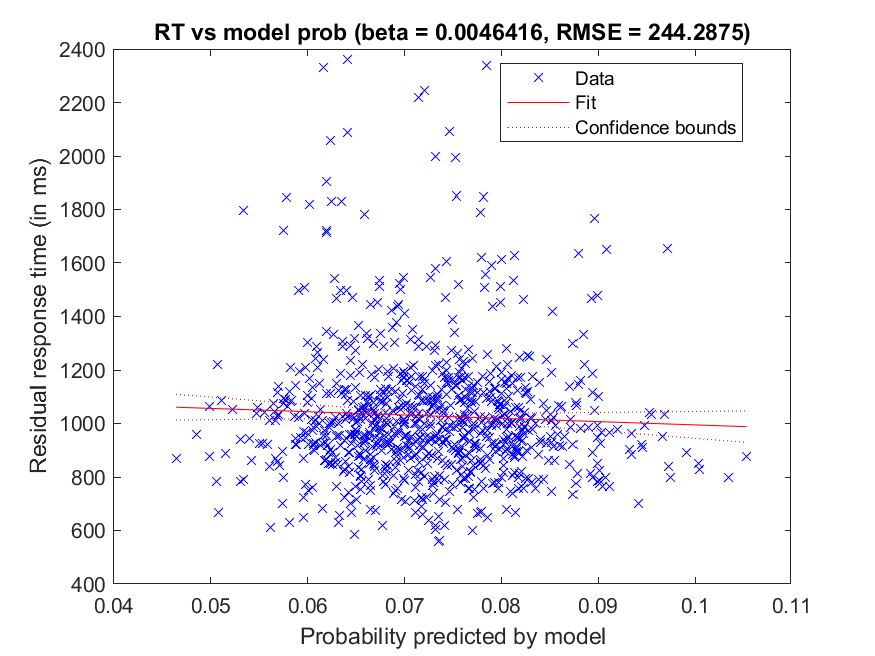 RT vs model prob (beta = 0.0046416, RMSE = 244.2875)
2400
2200
2000
1800
1600
1400
1200
1000
800
600
400
Residual response time (in ms)
Data
Fit
Confidence bounds
0.04 0.05 0.06 0.07 0.08 0.09 0.1 0.11
Probability predicted by model